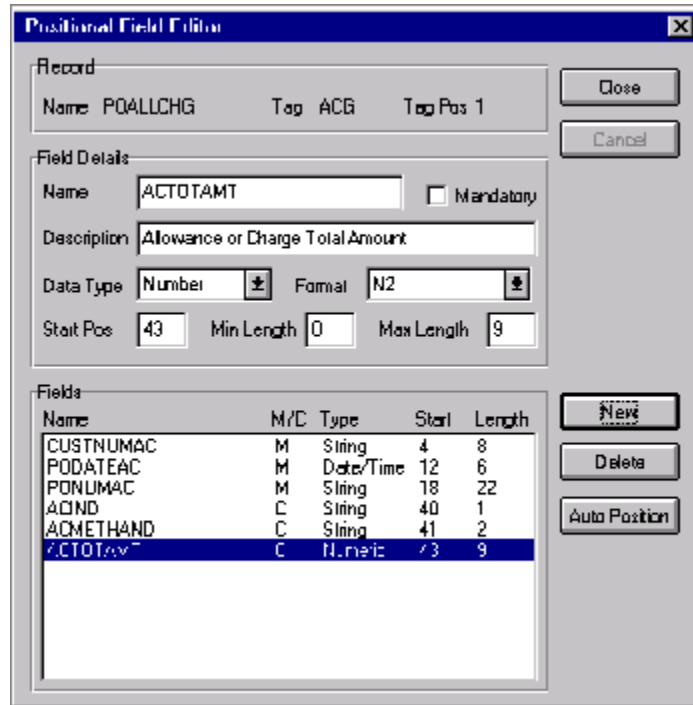 Positional Field Editor
Record
Close
Name POALLCHG Tag ACG Tag Pos 1
Cancel
Field Details
Name ACTOTAMT Mandatory
Description Allowance or Charge Total Amount
Data Type Number Format N2
Start Pos 43 Min Length 0 Max Length 9
Fields
New
Name M/C Type Start Length
CUSTNUMAC M String 4 8
PODATEAC M Date/Time 12 6
Delete
PONUMAC M String 18 22
ACIND C String 40 1
Auto Position
ACMETHAND C String 41 2
ACTOTAMT C Numeric 43 9